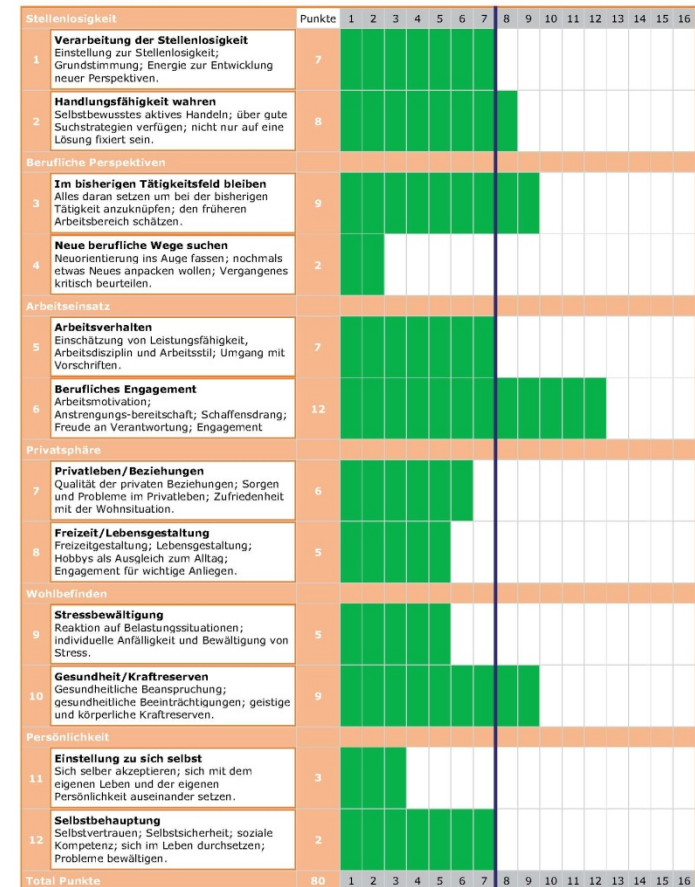 Stellenlosigkeit Punkte 1 2 3 4 5 6 7 8 9 10 11 12 13 14 15 16
Verarbeitung der Stellenlosigkeit
Einstellung zur Stellenlosigkeit;
1 Grundstimmung; Energie zur Entwicklung 7
neuer Perspektiven.
Handlungsfähigkeit wahren
Selbstbewusstes aktives Handeln; über gute
2 Suchstrategien verfügen; nicht nur auf eine 8
Lösung fixiert sein.
Berufliche Perspektiven
Im bisherigen Tätigkeitsfeld bleiben
Alles daran setzen um bei der bisherigen
3 Tätigkeit anzuknüpfen; den früheren 9
Arbeitsbereich schätzen.
Neue berufliche Wege suchen
Neuorientierung ins Auge fassen; nochmals
4 etwas Neues anpacken wollen; Vergangenes 2
kritisch beurteilen.
Arbeitseinsatz
Arbeitsverhalten
Einschätzung von Leistungsfähigkeit,
5 Arbeitsdisziplin und Arbeitsstil; Umgang mit 7
Vorschriften.
Berufliches Engagement
Arbeitsmotivation;
6 Anstrengungs-bereitschaft; Schaffensdrang; 12
Freude an Verantwortung; Engagement
Privatsphäre
Privatleben/Beziehungen
Qualität der privaten Beziehungen; Sorgen
7 und Probleme im Privatleben; Zufriedenheit 6
mit der Wohnsituation.
Freizeit/Lebensgestaltung
Freizeitgestaltung; Lebensgestaltung;
8 Hobbys als Ausgleich zum Alltag; 5
Engagement für wichtige Anliegen.
Wohlbefinden
Stressbewältigung
Reaktion auf Belastungssituationen;
9 individuelle Anfälligkeit und Bewältigung von 5
Stress.
Gesundheit/Kraftreserven
Gesundheitliche Beanspruchung;
10 gesundheitliche Beeinträchtigungen; geistige 9
und körperliche Kraftreserven.
Persönlichkeit
Einstellung zu sich selbst
Sich selber akzeptieren; sich mit dem
11 eigenen Leben und der eigenen 3
Persönlichkeit auseinander setzen.
Selbstbehauptung
Selbstvertrauen; Selbstsicherheit; soziale
12 Kompetenz; sich im Leben durchsetzen; 2
Probleme bewältigen.
Total Punkte 80 1 2 3 4 5 6 7 8 9 10 11 12 13 14 15 16